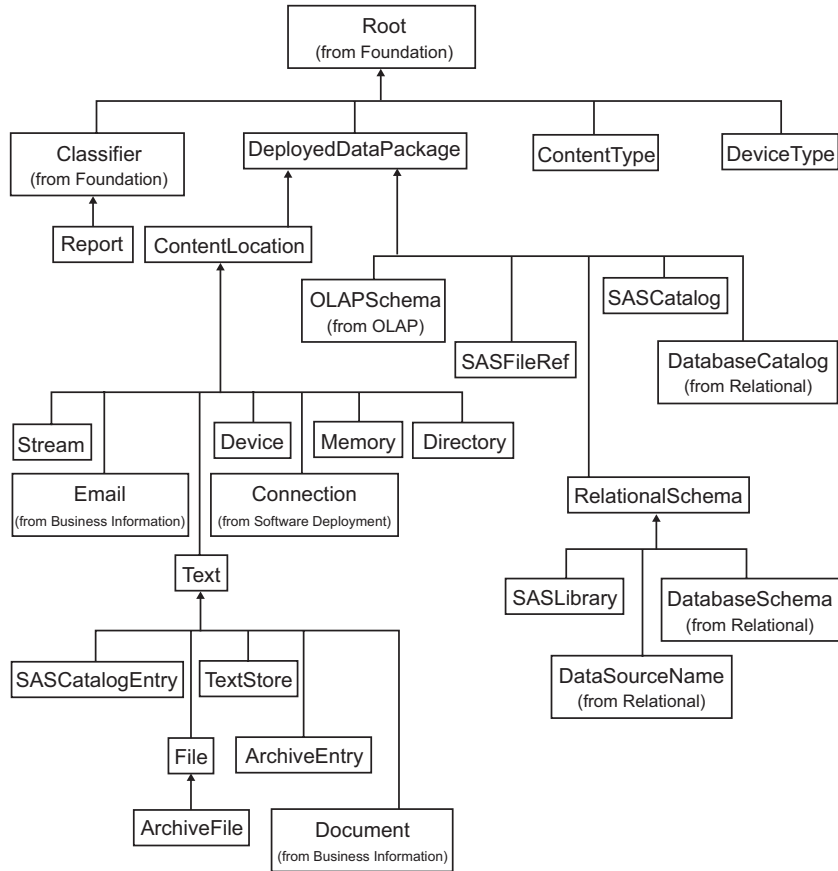 Root
(from Foundation)
Classifier
(from Foundation)
DeployedDataPackage
ContentType
DeviceType
Report
ContentLocation
OLAPSchema
(from OLAP)
SASCatalog
SASFileRef
DatabaseCatalog
(from Relational)
Stream
Device
Memory
Directory
Email
(from Business Information)
Connection
(from Software Deployment)
RelationalSchema
Text
SASLibrary
DatabaseSchema
(from Relational)
SASCatalogEntry
TextStore
DataSourceName
(from Relational)
File
ArchiveEntry
ArchiveFile
Document
(from Business Information)